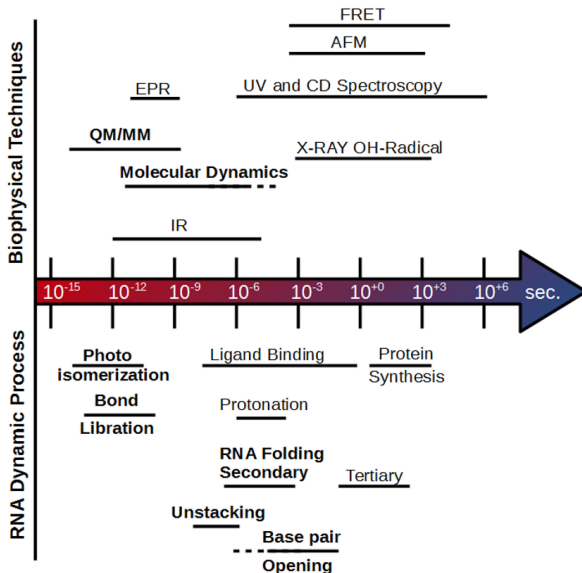 Biophysical Techniques
FRET
AFM
EPR
UV and CD Spectroscopy
QM/MM
X-RAY OH-Radical
Molecular Dynamics
IR
10^-15 10^-12 10^-9 10^-6 10^-3 10^+0 10^+3 10^+6 sec.
RNA Dynamic Process
Photo
isomerization
Ligand Binding
Protein
Synthesis
Bond
Libration
Protonation
RNA Folding
Secondary
Tertiary
Unstacking
Base pair
Opening